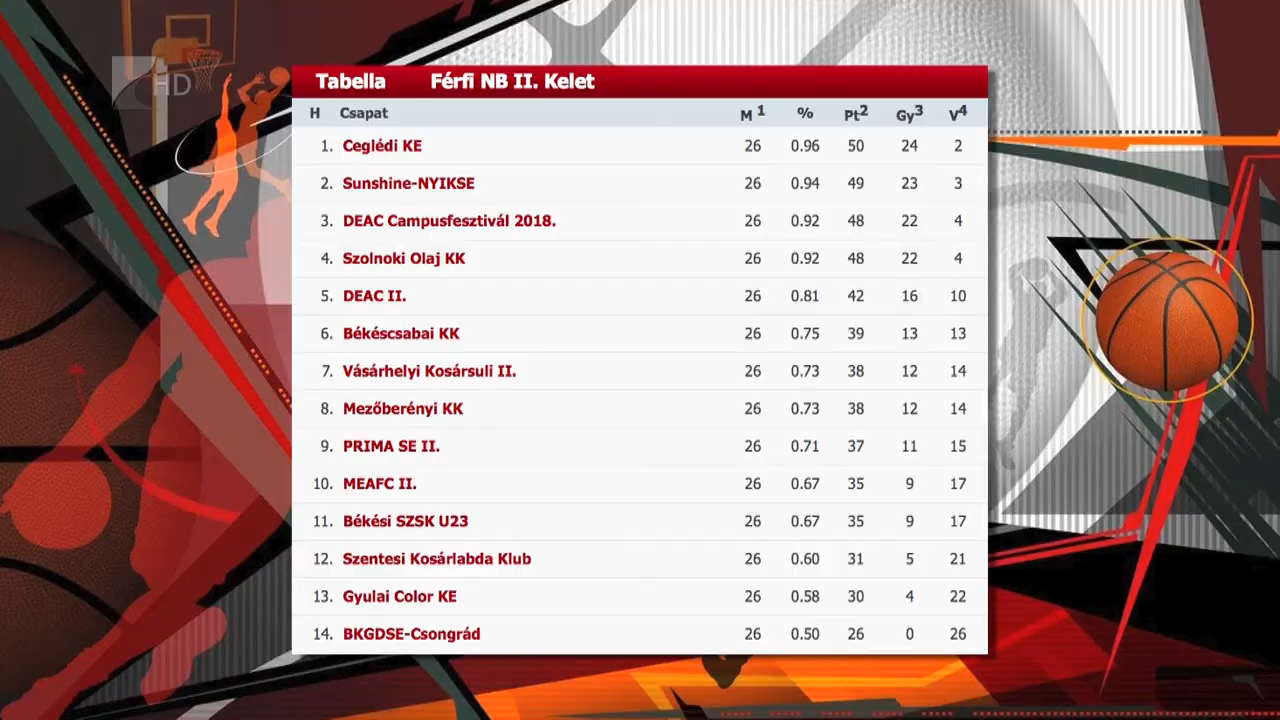 HD
Tabella Férfi NB II. Kelet
H Csapat M 1 % Pt2 Gy3 V4
1. Ceglédi KE 26 0.96 50 24 2
2. Sunshine-NYIKSE 26 0.94 49 23 3
3. DEAC Campusfesztivál 2018. 26 0.92 48 22 4
4. Szolnoki Olaj KK 26 0.92 48 22 4
5. DEAC II. 26 0.81 42 16 10
6. Békéscsabai KK 26 0.75 39 13 13
7. Vásárhelyi Kosársuli II. 26 0.73 38 12 14
8. Mezőberényi KK 26 0.73 38 12 14
9. PRIMA SE II. 26 0.71 37 11 15
10. MEAFC II. 26 0.67 35 9 17
11. Békési SZSK U23 26 0.67 35 9 17
12. Szentesi Kosárlabda Klub 26 0.60 31 5 21
13. Gyulai Color KE 26 0.58 30 4 22
14. BKGDSE-Csongrád 26 0.50 26 0 26